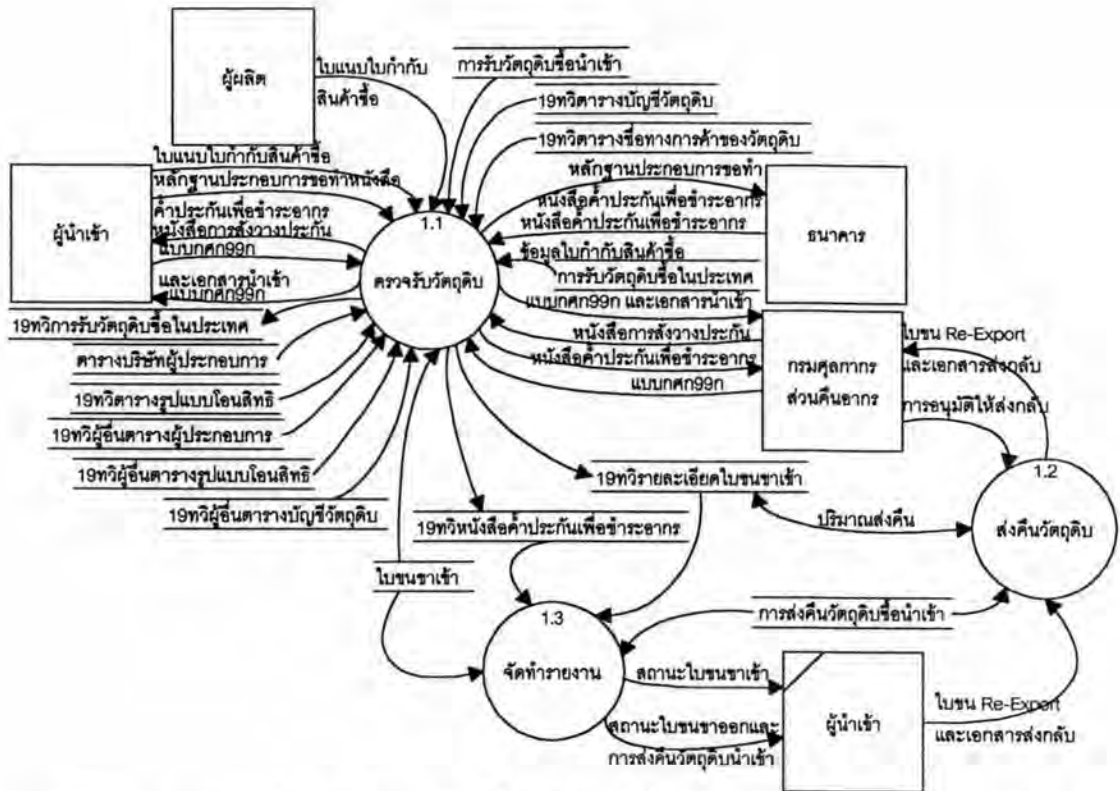 ผู้ผลิต
ใบแนบใบกำกับ
สินค้าซื้อ
การรับวัตถุดิบซื้อนำเข้า
19ทวิตารางบัญชีวัตถุดิบ
19ทวิตารางชื่อทางการค้าของวัตถุดิบ
ผู้นำเข้า
ใบแนบใบกำกับสินค้าซื้อ
หลักฐานประกอบการขอทำหนังสือ
ค้ำประกันเพื่อชำระอากร
หนังสือการสั่งวางประกัน
แบบกศก99ก
และเอกสารนำเข้า
แบบกศก99ก
1.1
ตรวจรับวัตถุดิบ
หลักฐานประกอบการขอทำ
หนังสือค้ำประกันเพื่อชำระอากร
หนังสือค้ำประกันเพื่อชำระอากร
ธนาคาร
ข้อมูลใบกำกับสินค้าซื้อ
การรับวัตถุดิบซื้อในประเทศ
แบบกศก99ก และเอกสารนำเข้า
หนังสือการสั่งวางประกัน
หนังสือค้ำประกันเพื่อชำระอากร
แบบกศก99ก
กรมศุลกากร
ส่วนคืนอากร
ใบขน Re-Export
และเอกสารส่งกลับ
การอนุมัติให้ส่งกลับ
19ทวิการรับวัตถุดิบซื้อในประเทศ
ตารางบริษัทผู้ประกอบการ
19ทวิตารางรูปแบบโอนสิทธิ
19ทวิผู้อื่นตารางผู้ประกอบการ
19ทวิผู้อื่นตารางรูปแบบโอนสิทธิ
19ทวิผู้อื่นตารางบัญชีวัตถุดิบ
19ทวิรายละเอียดใบขนขาเข้า
19ทวิหนังสือค้ำประกันเพื่อชำระอากร
ใบขนขาเข้า
ปริมาณส่งคืน
1.2
ส่งคืนวัตถุดิบ
การส่งคืนวัตถุดิบซื้อนำเข้า
1.3
จัดทำรายงาน
สถานะใบขนขาเข้า
สถานะใบขนขาออกและ
การส่งคืนวัตถุดิบนำเข้า
ผู้นำเข้า
ใบขน Re-Export
และเอกสารส่งกลับ